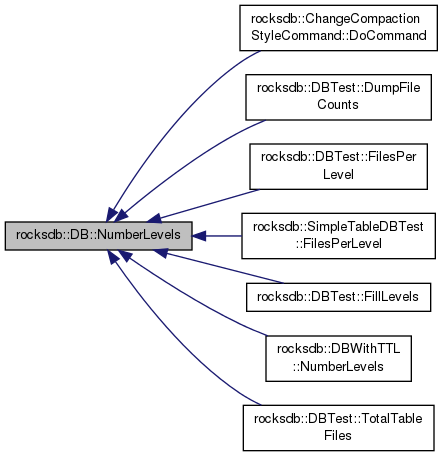 rocksdb::ChangeCompaction
StyleCommand::DoCommand
rocksdb::DBTest::DumpFile
Counts
rocksdb::DBTest::FilesPer
Level
rocksdb::DB::NumberLevels
rocksdb::SimpleTableDBTest
::FilesPerLevel
rocksdb::DBTest::FillLevels
rocksdb::DBWithTTL
::NumberLevels
rocksdb::DBTest::TotalTable
Files